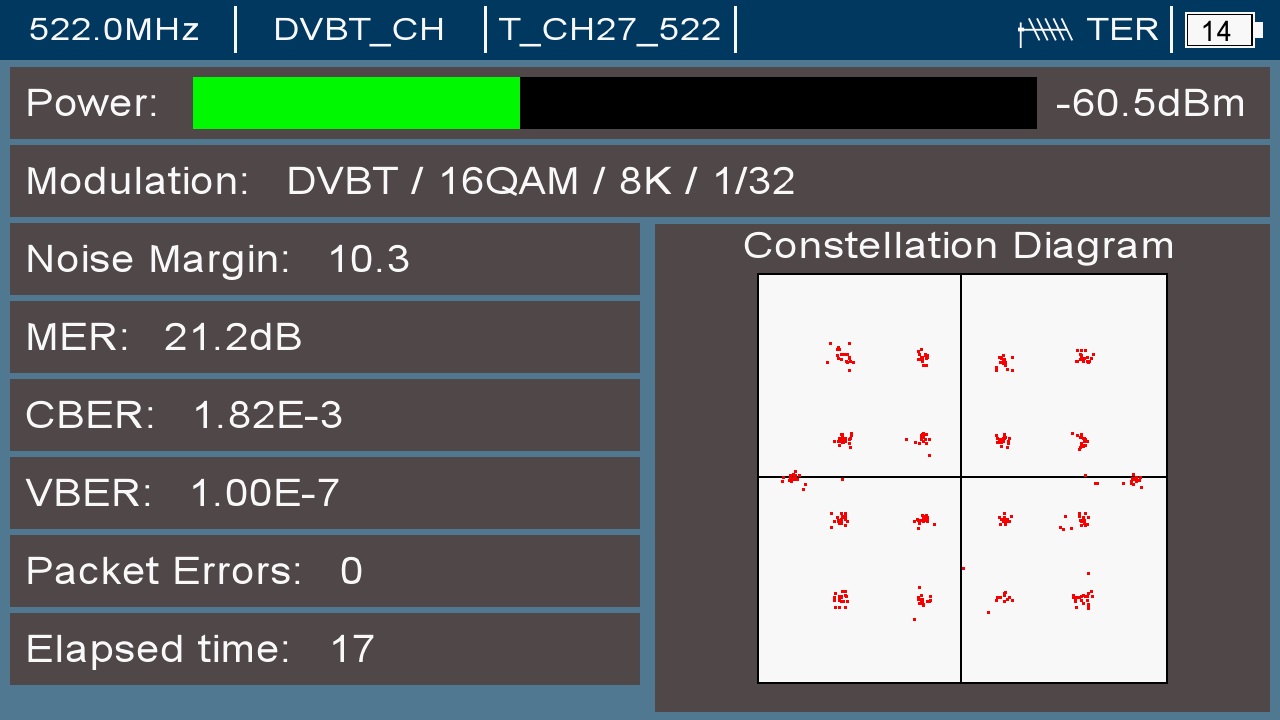 522.0MHz DVBT_CH T_CH27_522 TER 14
Power: -60.5dBm
Modulation: DVBT / 16QAM / 8K / 1/32
Noise Margin: 10.3
Constellation Diagram
MER: 21.2dB
CBER: 1.82E-3
VBER: 1.00E-7
Packet Errors: 0
Elapsed time: 17